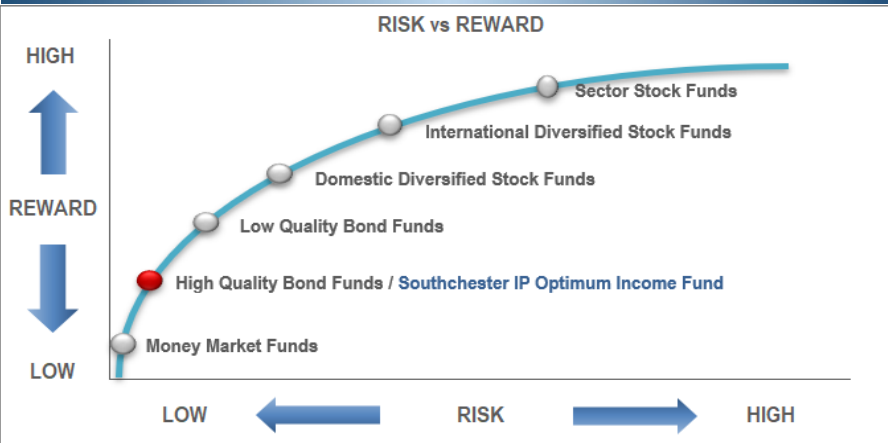 RISK vs REWARD
HIGH
Sector Stock Funds
International Diversified Stock Funds
Domestic Diversified Stock Funds
REWARD
Low Quality Bond Funds
High Quality Bond Funds / Southchester IP Optimum Income Fund
Money Market Funds
LOW
LOW RISK HIGH